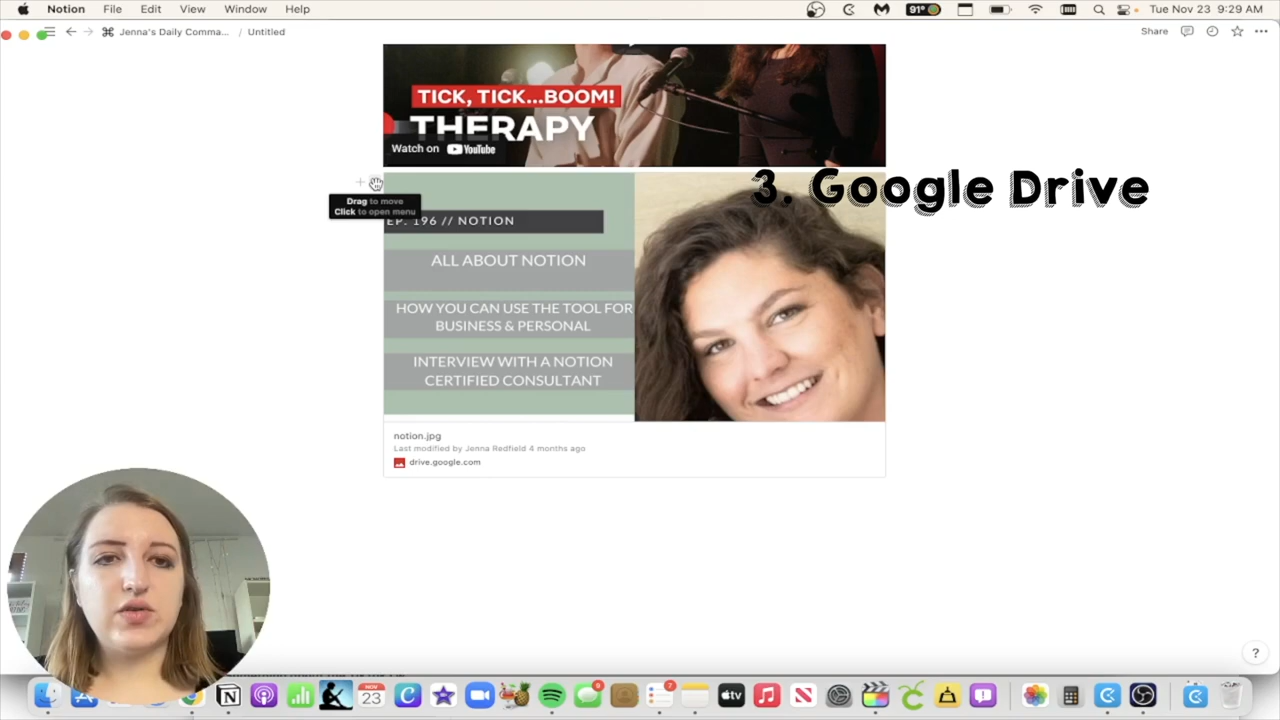 Notion File Edit View Window Help 91° Tue Nov 23 9:29 AM
Jenna's Daily Comma... / Untitled Share
TICK, TICK...BOOM!
THERAPY
Watch on YouTube
3. Google Drive
Drag to move
Click to open menu
EP. 196 // NOTION
ALL ABOUT NOTION
HOW YOU CAN USE THE TOOL FOR
BUSINESS & PERSONAL
INTERVIEW WITH A NOTION
CERTIFIED CONSULTANT
notion.jpg
Last modified by Jenna Redfield 4 months ago
drive.google.com
?
NOV
23
tv